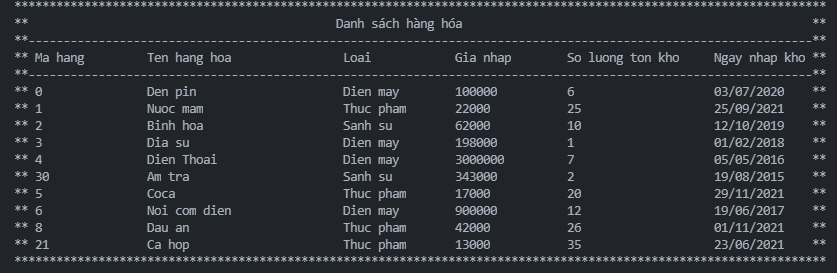 ********************************************************************************************************************
**                                            Danh sách hàng hóa                                                  **
**----------------------------------------------------------------------------------------------------------------**
** Ma hang         Ten hang hoa                Loai            Gia nhap        So luong ton kho     Ngay nhap kho **
**----------------------------------------------------------------------------------------------------------------**
** 0               Den pin                     Dien may        100000          6                    03/07/2020    **
** 1               Nuoc mam                    Thuc pham       22000           25                   25/09/2021    **
** 2               Binh hoa                    Sanh su         62000           10                   12/10/2019    **
** 3               Dia su                      Dien may        198000          1                    01/02/2018    **
** 4               Dien Thoai                  Dien may        3000000         7                    05/05/2016    **
** 30              Am tra                      Sanh su         343000          2                    19/08/2015    **
** 5               Coca                        Thuc pham       17000           20                   29/11/2021    **
** 6               Noi com dien                Dien may        900000          12                   19/06/2017    **
** 8               Dau an                      Thuc pham       42000           26                   01/11/2021    **
** 21              Ca hop                      Thuc pham       13000           35                   23/06/2021    **
********************************************************************************************************************